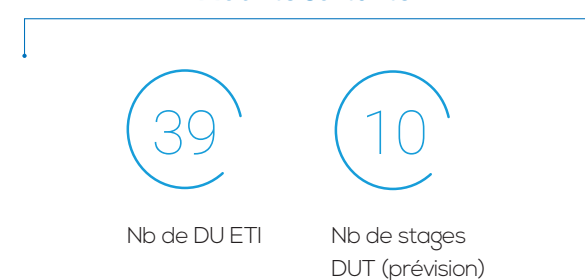 39
10
Nb de DU ETI
Nb de stages
DUT (prévision)